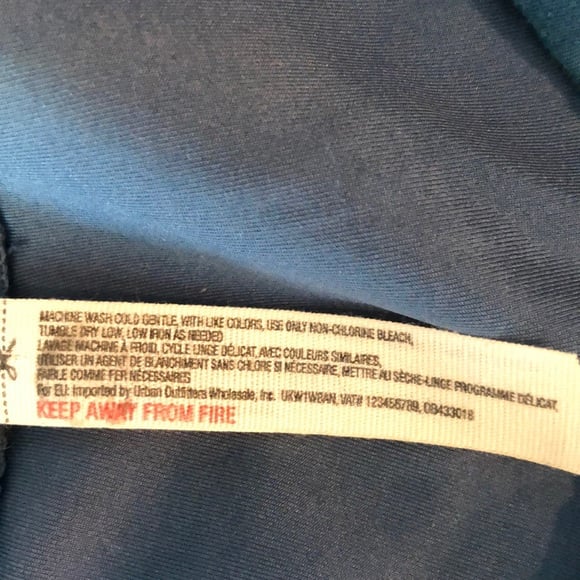 MACHINE WASH COLD GENTLE, WITH LIKE COLORS, USE ONLY NON-CHLORINE BLEACH,
TUMBLE DRY LOW, LOW IRON AS NEEDED
LAVAGE MACHINE À FROID, CYCLE LINGE DÉLICAT, AVEC COULEURS SIMILAIRES,
UTILISER UN AGENT DE BLANCHIMENT SANS CHLORE SI NÉCESSAIRE, METTRE AU SÈCHE-LINGE PROGRAMME DÉLICAT,
FAIBLE COMME FER NÉCESSAIRES
For EU: Imported by Urban Outfitters Wholesale, Inc. UKW1W8AN, VAT# 123456789, OB433018
KEEP AWAY FROM FIRE